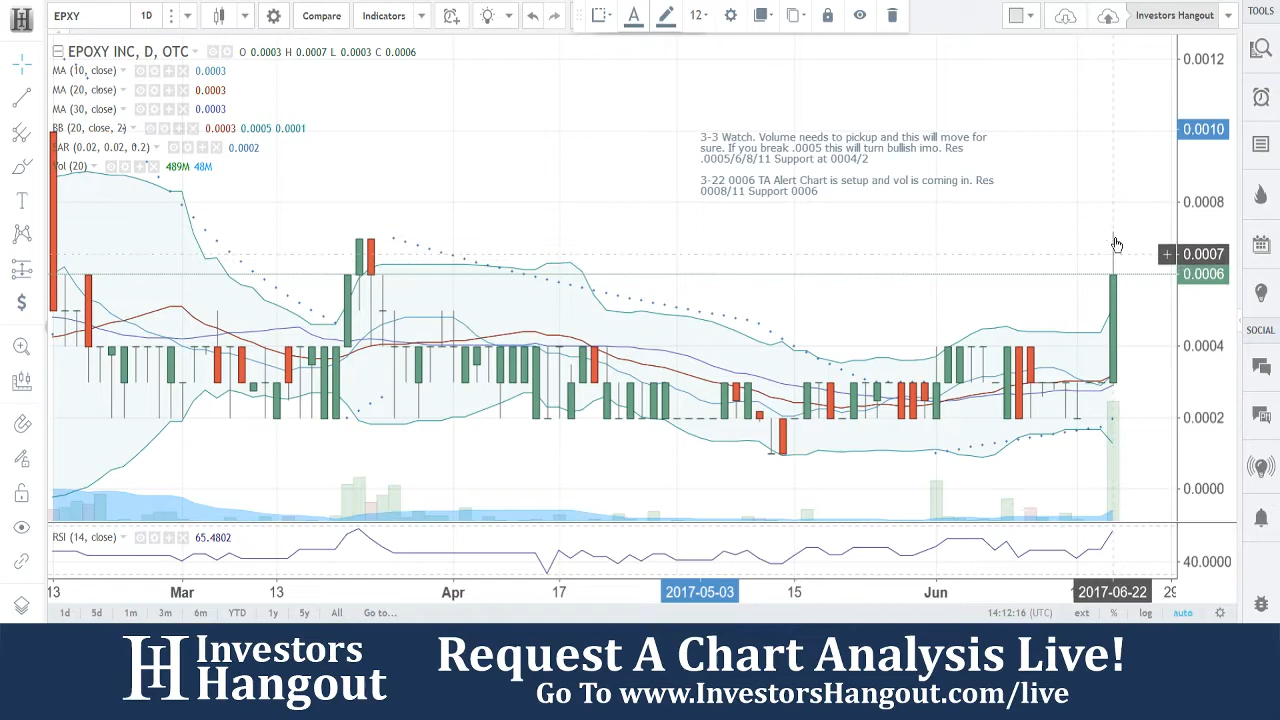 EPXY 1D Compare Indicators 12 Investors Hangout TOOLS
EPOXY INC, D, OTC O 0.0003 H 0.0007 L 0.0003 C 0.0006
MA (10, close) 0.0003
MA (20, close) 0.0003
MA (30, close) 0.0003
BB (20, close, 2) 0.0003 0.0005 0.0001
SAR (0.02, 0.02, 0.2) 0.0002
Vol (20) 489M 48M
3-3 Watch. Volume needs to pickup and this will move for
sure. If you break .0005 this will turn bullish imo. Res
.0005/6/8/11 Support at 0004/2
3-22 0006 TA Alert Chart is setup and vol is coming in. Res
0008/11 Support 0006
0.0012
0.0010
0.0008
0.0007
0.0006
0.0004
0.0002
0.0000
SOCIAL
RSI (14, close) 65.4802
40.0000
13 Mar 13 Apr 17 2017-05-03 15 Jun 2017-06-22 29
1d 5d 1m 3m 6m YTD 1y 5y All Go to... 14:12:16 (UTC) ext % log auto
H Investors Hangout
Request A Chart Analysis Live!
Go To www.InvestorsHangout.com/live